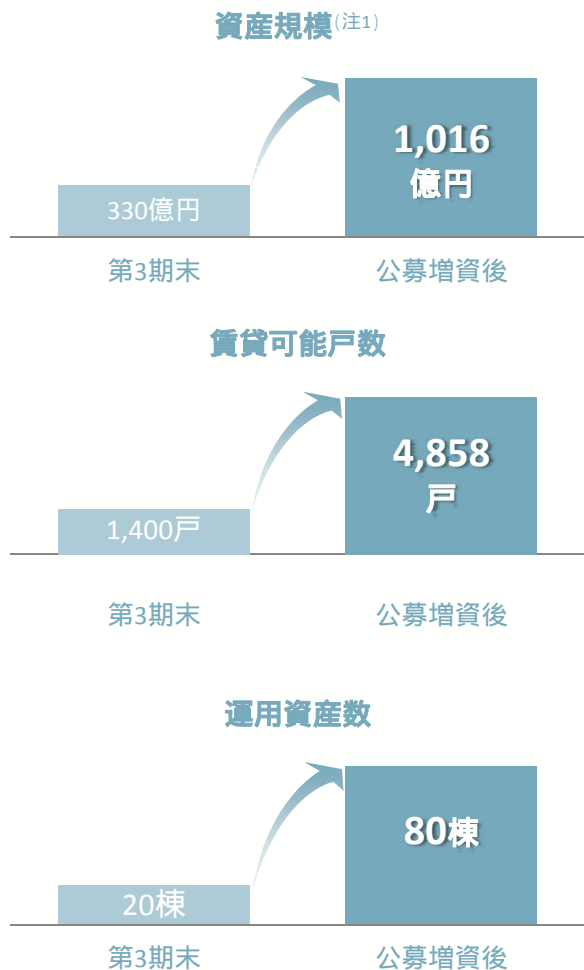 資産規模(注1)
1,016
億円
330億円
第3期末 公募増資後
賃貸可能戸数
4,858
戸
1,400戸
第3期末 公募増資後
運用資産数
80棟
20棟
第3期末 公募増資後